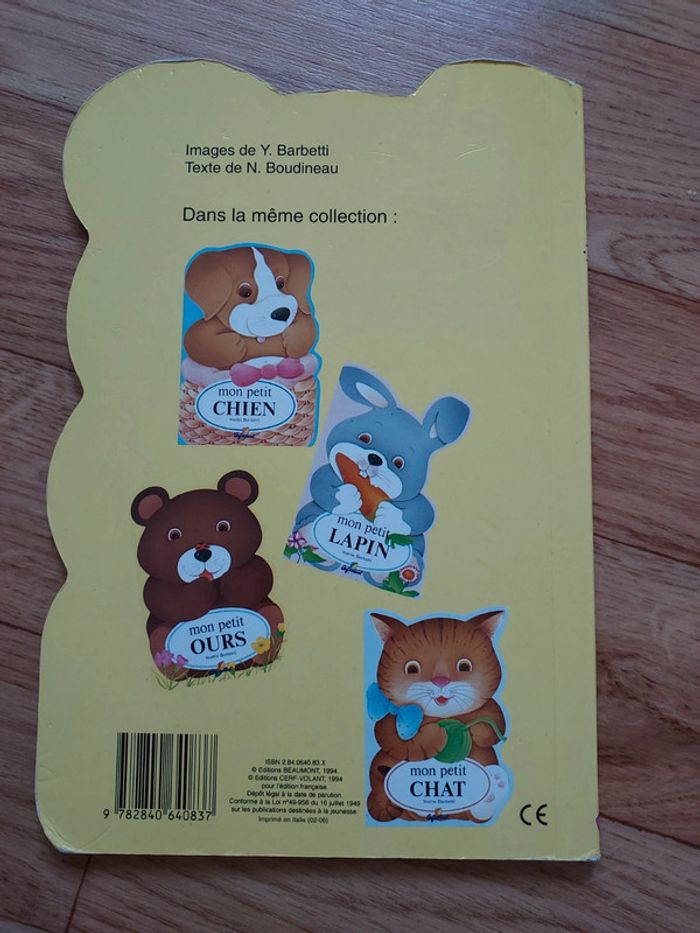 Images de Y. Barbetti
Texte de N. Boudineau
Dans la même collection :
mon petit
CHIEN
mon petit
LAPIN
mon petit
OURS
mon petit
CHAT
ISBN 2.84.0640.83.X
© Editions BEAUMONT, 1994.
© Editions CERF-VOLANT, 1994
pour l'édition française.
Dépôt légal à la date de parution.
Conforme à la Loi n°49-956 du 16 juillet 1949
sur les publications destinées à la jeunesse.
Imprimé en Italie (02-06)
9 782840 640837
CE